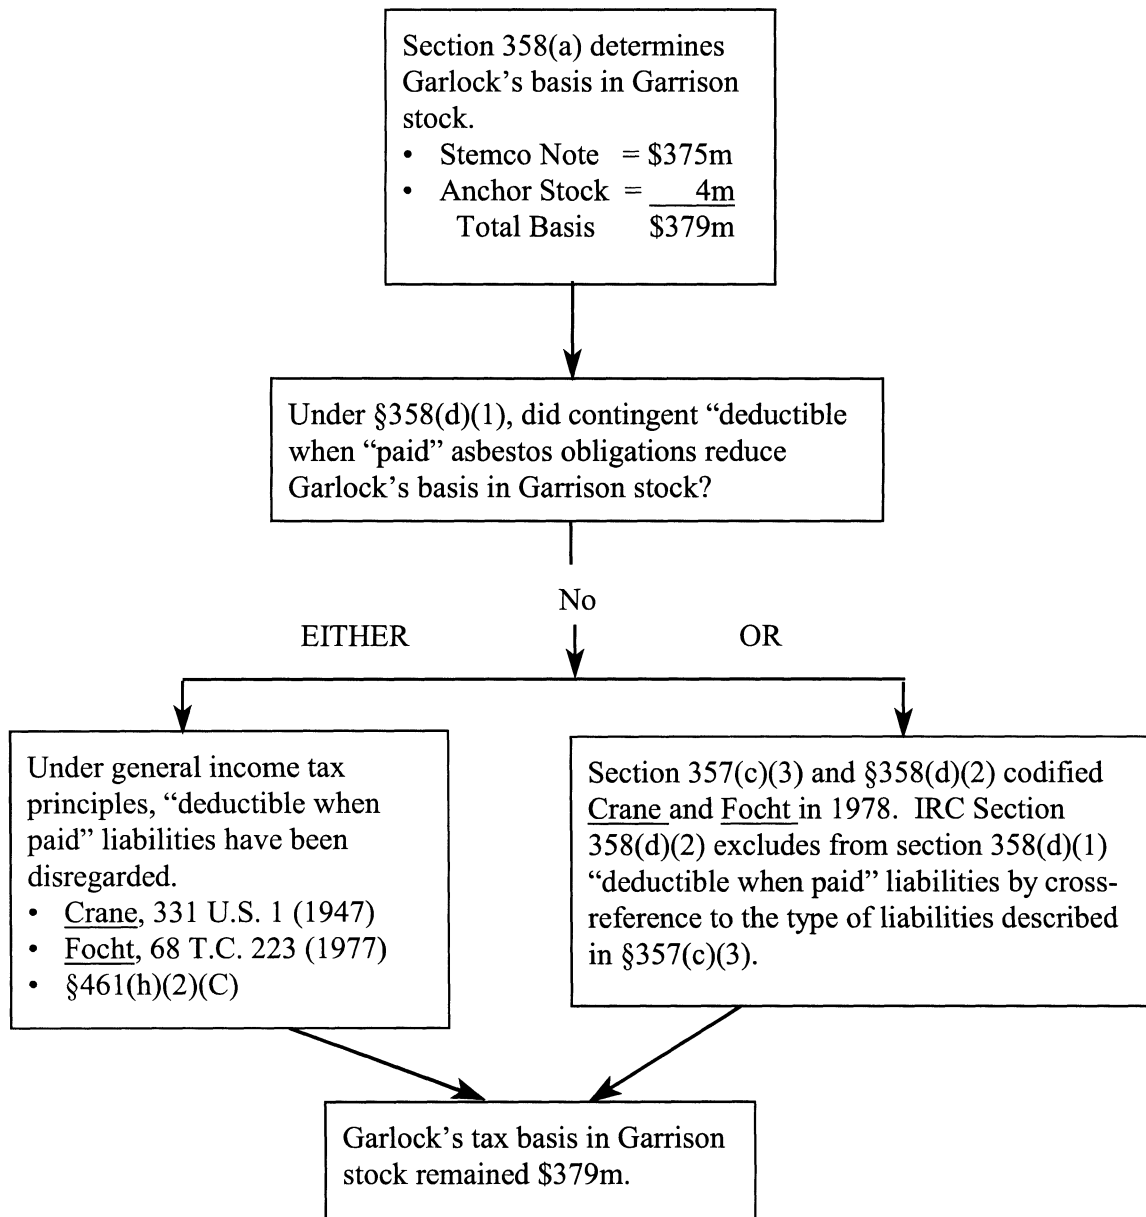 Section 358(a) determines
Garlock’s basis in Garrison
stock.
• Stemco Note = $375m
• Anchor Stock = 4m
Total Basis $379m
Under §358(d)(1), did contingent “deductible
when “paid” asbestos obligations reduce
Garlock’s basis in Garrison stock?
No
EITHER OR
Under general income tax
principles, “deductible when
paid” liabilities have been
disregarded.
• Crane, 331 U.S. 1 (1947)
• Focht, 68 T.C. 223 (1977)
• §461(h)(2)(C)
Section 357(c)(3) and §358(d)(2) codified
Crane and Focht in 1978. IRC Section
358(d)(2) excludes from section 358(d)(1)
“deductible when paid” liabilities by cross-
reference to the type of liabilities described
in §357(c)(3).
Garlock’s tax basis in Garrison
stock remained $379m.